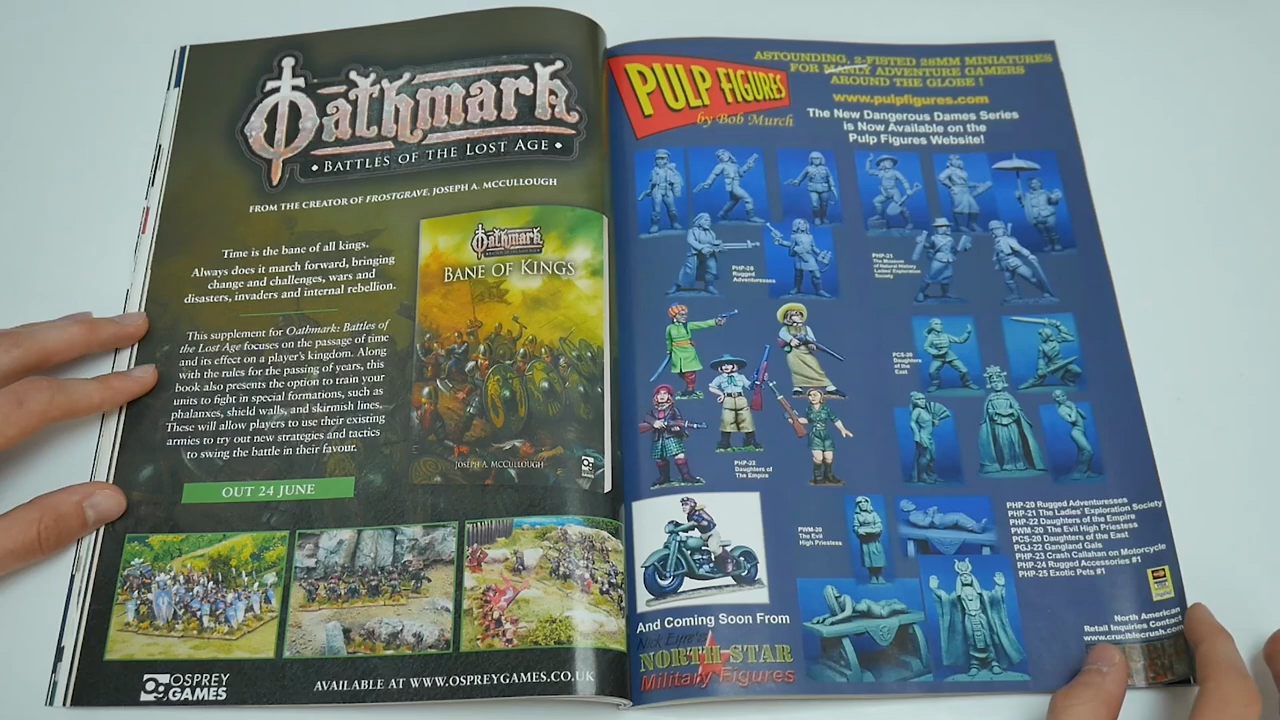 Oathmark
• BATTLES OF THE LOST AGE •
FROM THE CREATOR OF FROSTGRAVE, JOSEPH A. MCCULLOUGH
Time is the bane of all kings.
Always does it march forward, bringing
change and challenges, wars and
disasters, invaders and internal rebellion.
This supplement for Oathmark: Battles of
the Lost Age focuses on the passage of time
and its effect on a player's kingdom. Along
with the rules for the passing of years, this
book also presents the option to train your
units to fight in special formations, such as
phalanxes, shield walls, and skirmish lines.
These will allow players to use their existing
armies to try out new strategies and tactics
to swing the battle in their favour.
OUT 24 JUNE
Oathmark
BANE OF KINGS
JOSEPH A. MCCULLOUGH
OSPREY
GAMES
AVAILABLE AT WWW.OSPREYGAMES.CO.UK
PULP FIGURES
by Bob Murch
ASTOUNDING, 2-FISTED 28MM MINIATURES
FOR MANLY ADVENTURE GAMERS
AROUND THE GLOBE !
www.pulpfigures.com
The New Dangerous Dames Series
is Now Available on the
Pulp Figures Website!
PHP-20
Rugged
Adventuresses
PHP-21
The Museum
of Natural History
Ladies' Exploration
Society
PCS-20
Daughters
of the
East
PHP-22
Daughters of
The Empire
PWM-20
The Evil
High Priestess
PHP-20 Rugged Adventuresses
PHP-21 The Ladies' Exploration Society
PHP-22 Daughters of the Empire
PWM-20 The Evil High Priestess
PCS-20 Daughters of the East
PGJ-22 Gangland Gals
PHP-23 Crash Callahan on Motorcycle
PHP-24 Rugged Accessories #1
PHP-25 Exotic Pets #1
And Coming Soon From
Nick Eyre's
NORTH STAR
Military Figures
North American
Retail Inquiries Contact
www.cruciblecrush.com